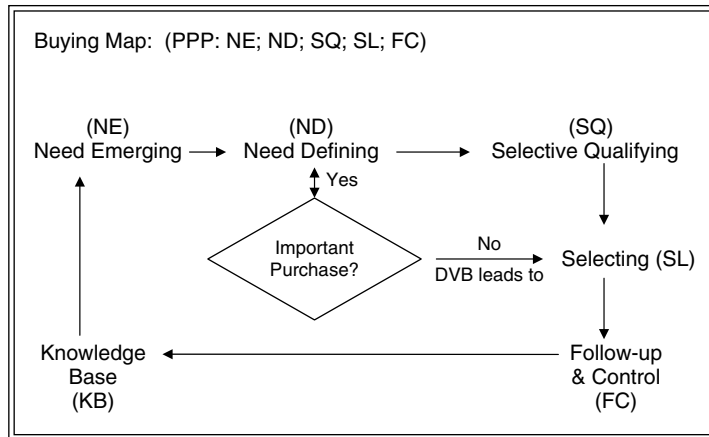 Buying Map: (PPP: NE; ND; SQ; SL; FC)
(NE)
Need Emerging
(ND)
Need Defining
(SQ)
Selective Qualifying
Yes
Important
Purchase?
No
DVB leads to
Selecting (SL)
Knowledge
Base
(KB)
Follow-up
& Control
(FC)